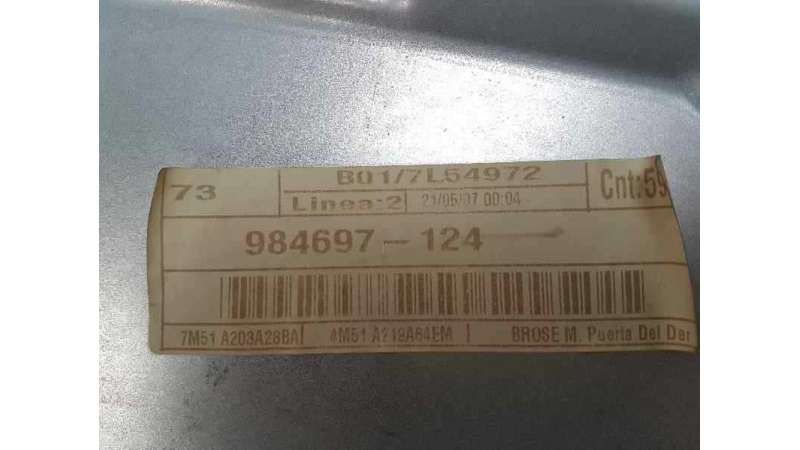 73
B01/7L54972
Linea:2
21/05/07 00:04
Cnt:59
984697-124
7M51 A203A28BA
4M51 A219A64EM
BROSE M. Puerta Del Der